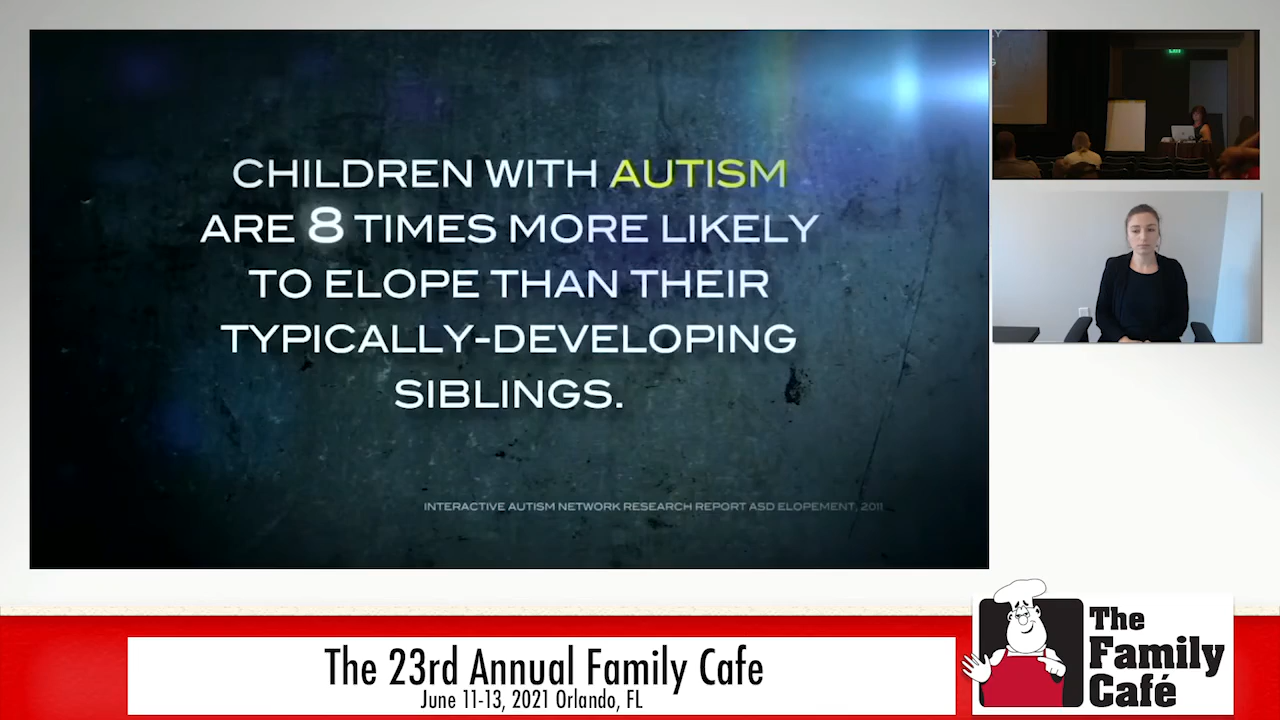 CHILDREN WITH AUTISM
ARE 8 TIMES MORE LIKELY
TO ELOPE THAN THEIR
TYPICALLY-DEVELOPING
SIBLINGS.
INTERACTIVE AUTISM NETWORK RESEARCH REPORT ASD ELOPEMENT, 2011
The 23rd Annual Family Cafe
June 11-13, 2021 Orlando, FL
The
Family
Café